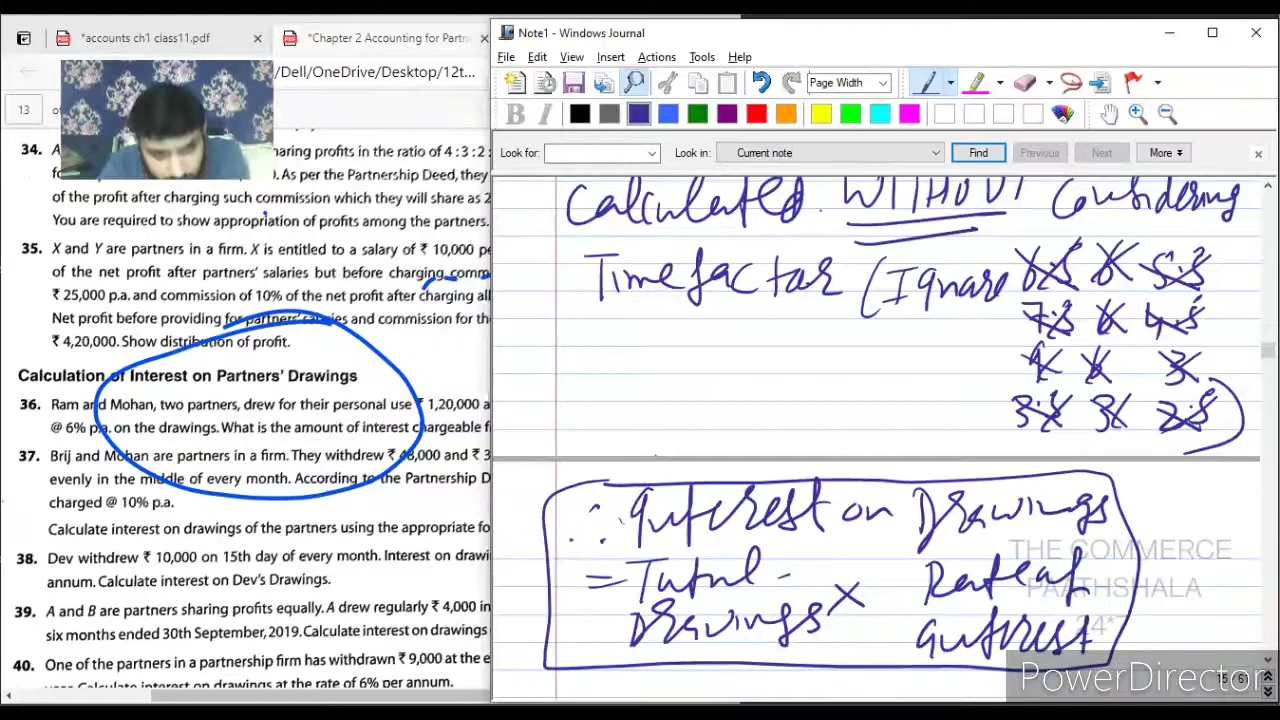 *accounts ch1 class11.pdf
*Chapter 2 Accounting for Partn
/Dell/OneDrive/Desktop/12t...
13
34.
haring profits in the ratio of 4 : 3 : 2 :
. As per the Partnership Deed, they
of the profit after charging such commission which they will share as 2
You are required to show appropriation of profits among the partners.
35. X and Y are partners in a firm. X is entitled to a salary of ₹ 10,000 pe
of the net profit after partners' salaries but before charging comm
₹ 25,000 p.a. and commission of 10% of the net profit after charging all
Net profit before providing for partners' salaries and commission for the
₹ 4,20,000. Show distribution of profit.
Calculation of Interest on Partners' Drawings
36. Ram and Mohan, two partners, drew for their personal use ₹ 1,20,000 a
@ 6% p.a. on the drawings. What is the amount of interest chargeable f
37. Brij and Mohan are partners in a firm. They withdrew ₹ 48,000 and ₹ 3
evenly in the middle of every month. According to the Partnership D
charged @ 10% p.a.
Calculate interest on drawings of the partners using the appropriate fo
38. Dev withdrew ₹ 10,000 on 15th day of every month. Interest on drawi
annum. Calculate interest on Dev's Drawings.
39. A and B are partners sharing profits equally. A drew regularly ₹ 4,000 in
six months ended 30th September, 2019. Calculate interest on drawings
40. One of the partners in a partnership firm has withdrawn ₹ 9,000 at the e
year. Calculate interest on drawings at the rate of 6% per annum.
Note1 - Windows Journal
File Edit View Insert Actions Tools Help
Page Width
B I
Look for: Look in: Current note Find Previous Next More
Calculated WITHOUT Considering
Time factor (Ignore 6.5 6 5.5
7.5 6 4.5
9 6 3
3.5 3 2.5
∴ Interest on Drawings
= Total Drawings × Rate of Interest
THE COMMERCE
PAATHSHALA
24*
PowerDirector